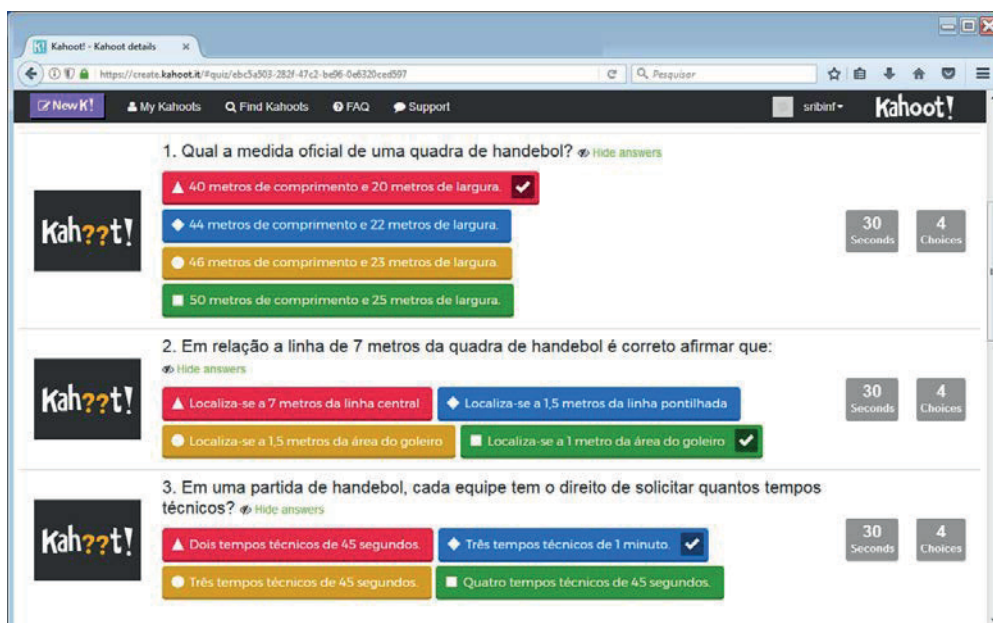 Kahoot! - Kahoot details
https://create.kahoot.it/#quiz/ebc5a503-282f-47c2-be96-0e6320ced597
Pesquisar
New K! My Kahoots Find Kahoots FAQ Support sribinf Kahoot!
1. Qual a medida oficial de uma quadra de handebol? Hide answers
40 metros de comprimento e 20 metros de largura.
44 metros de comprimento e 22 metros de largura.
46 metros de comprimento e 23 metros de largura.
50 metros de comprimento e 25 metros de largura.
Kah??t!
30 Seconds
4 Choices
2. Em relação a linha de 7 metros da quadra de handebol é correto afirmar que:
Hide answers
Localiza-se a 7 metros da linha central
Localiza-se a 1,5 metros da linha pontilhada
Localiza-se a 1,5 metros da área do goleiro
Localiza-se a 1 metro da área do goleiro
Kah??t!
30 Seconds
4 Choices
3. Em uma partida de handebol, cada equipe tem o direito de solicitar quantos tempos
técnicos? Hide answers
Dois tempos técnicos de 45 segundos.
Três tempos técnicos de 1 minuto.
Três tempos técnicos de 45 segundos.
Quatro tempos técnicos de 45 segundos.
Kah??t!
30 Seconds
4 Choices